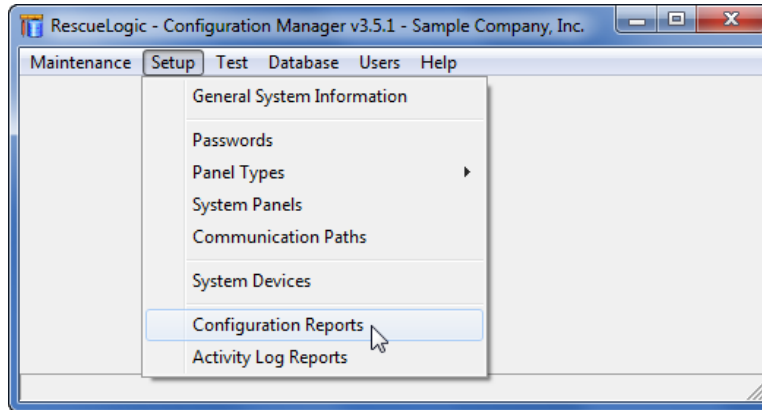 RescueLogic - Configuration Manager v3.5.1 - Sample Company, Inc.
Maintenance Setup Test Database Users Help
General System Information
Passwords
Panel Types
System Panels
Communication Paths
System Devices
Configuration Reports
Activity Log Reports